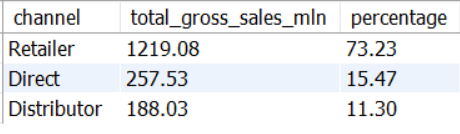 channel total_gross_sales_mln percentage
Retailer 1219.08 73.23
Direct 257.53 15.47
Distributor 188.03 11.30